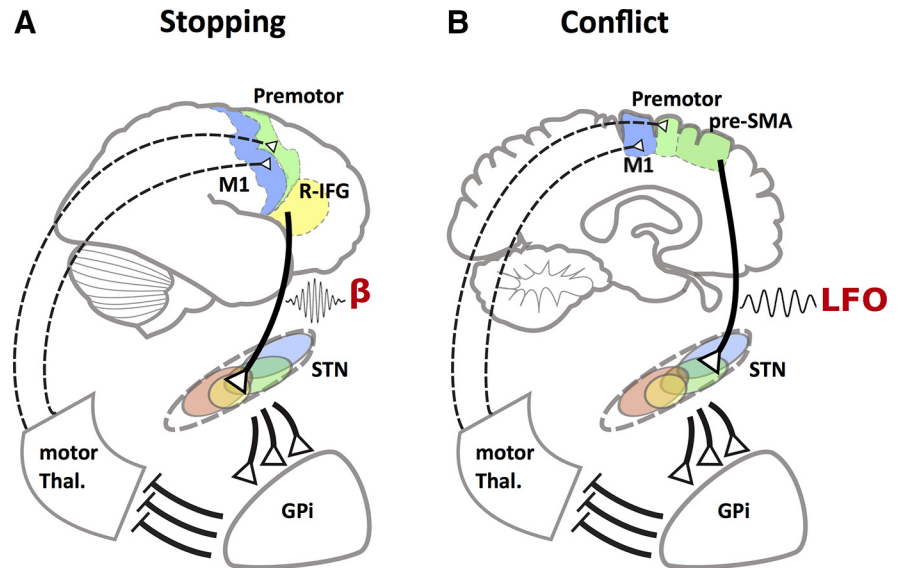 A
Stopping
Premotor
M1
R-IFG
β
STN
motor
Thal.
GPi
B
Conflict
Premotor
pre-SMA
M1
LFO
STN
motor
Thal.
GPi